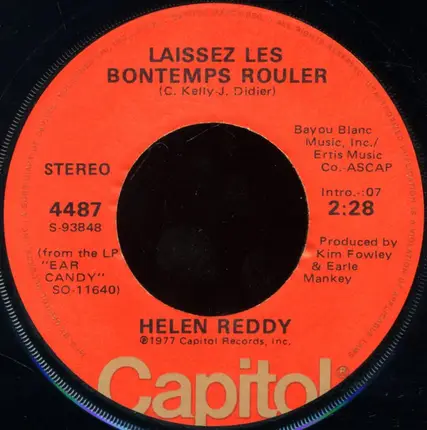 LAISSEZ LES
BONTEMPS ROULER
(C. Kelly-J. Didier)
Bayou Blanc
Music, Inc./
Ertis Music
Co.-ASCAP
STEREO
Intro.-:07
4487
2:28
S-93848
(from the LP
"EAR
CANDY"
SO-11640)
Produced by
Kim Fowley
& Earle
Mankey
HELEN REDDY
℗1977 Capitol Records, Inc.
Capitol®